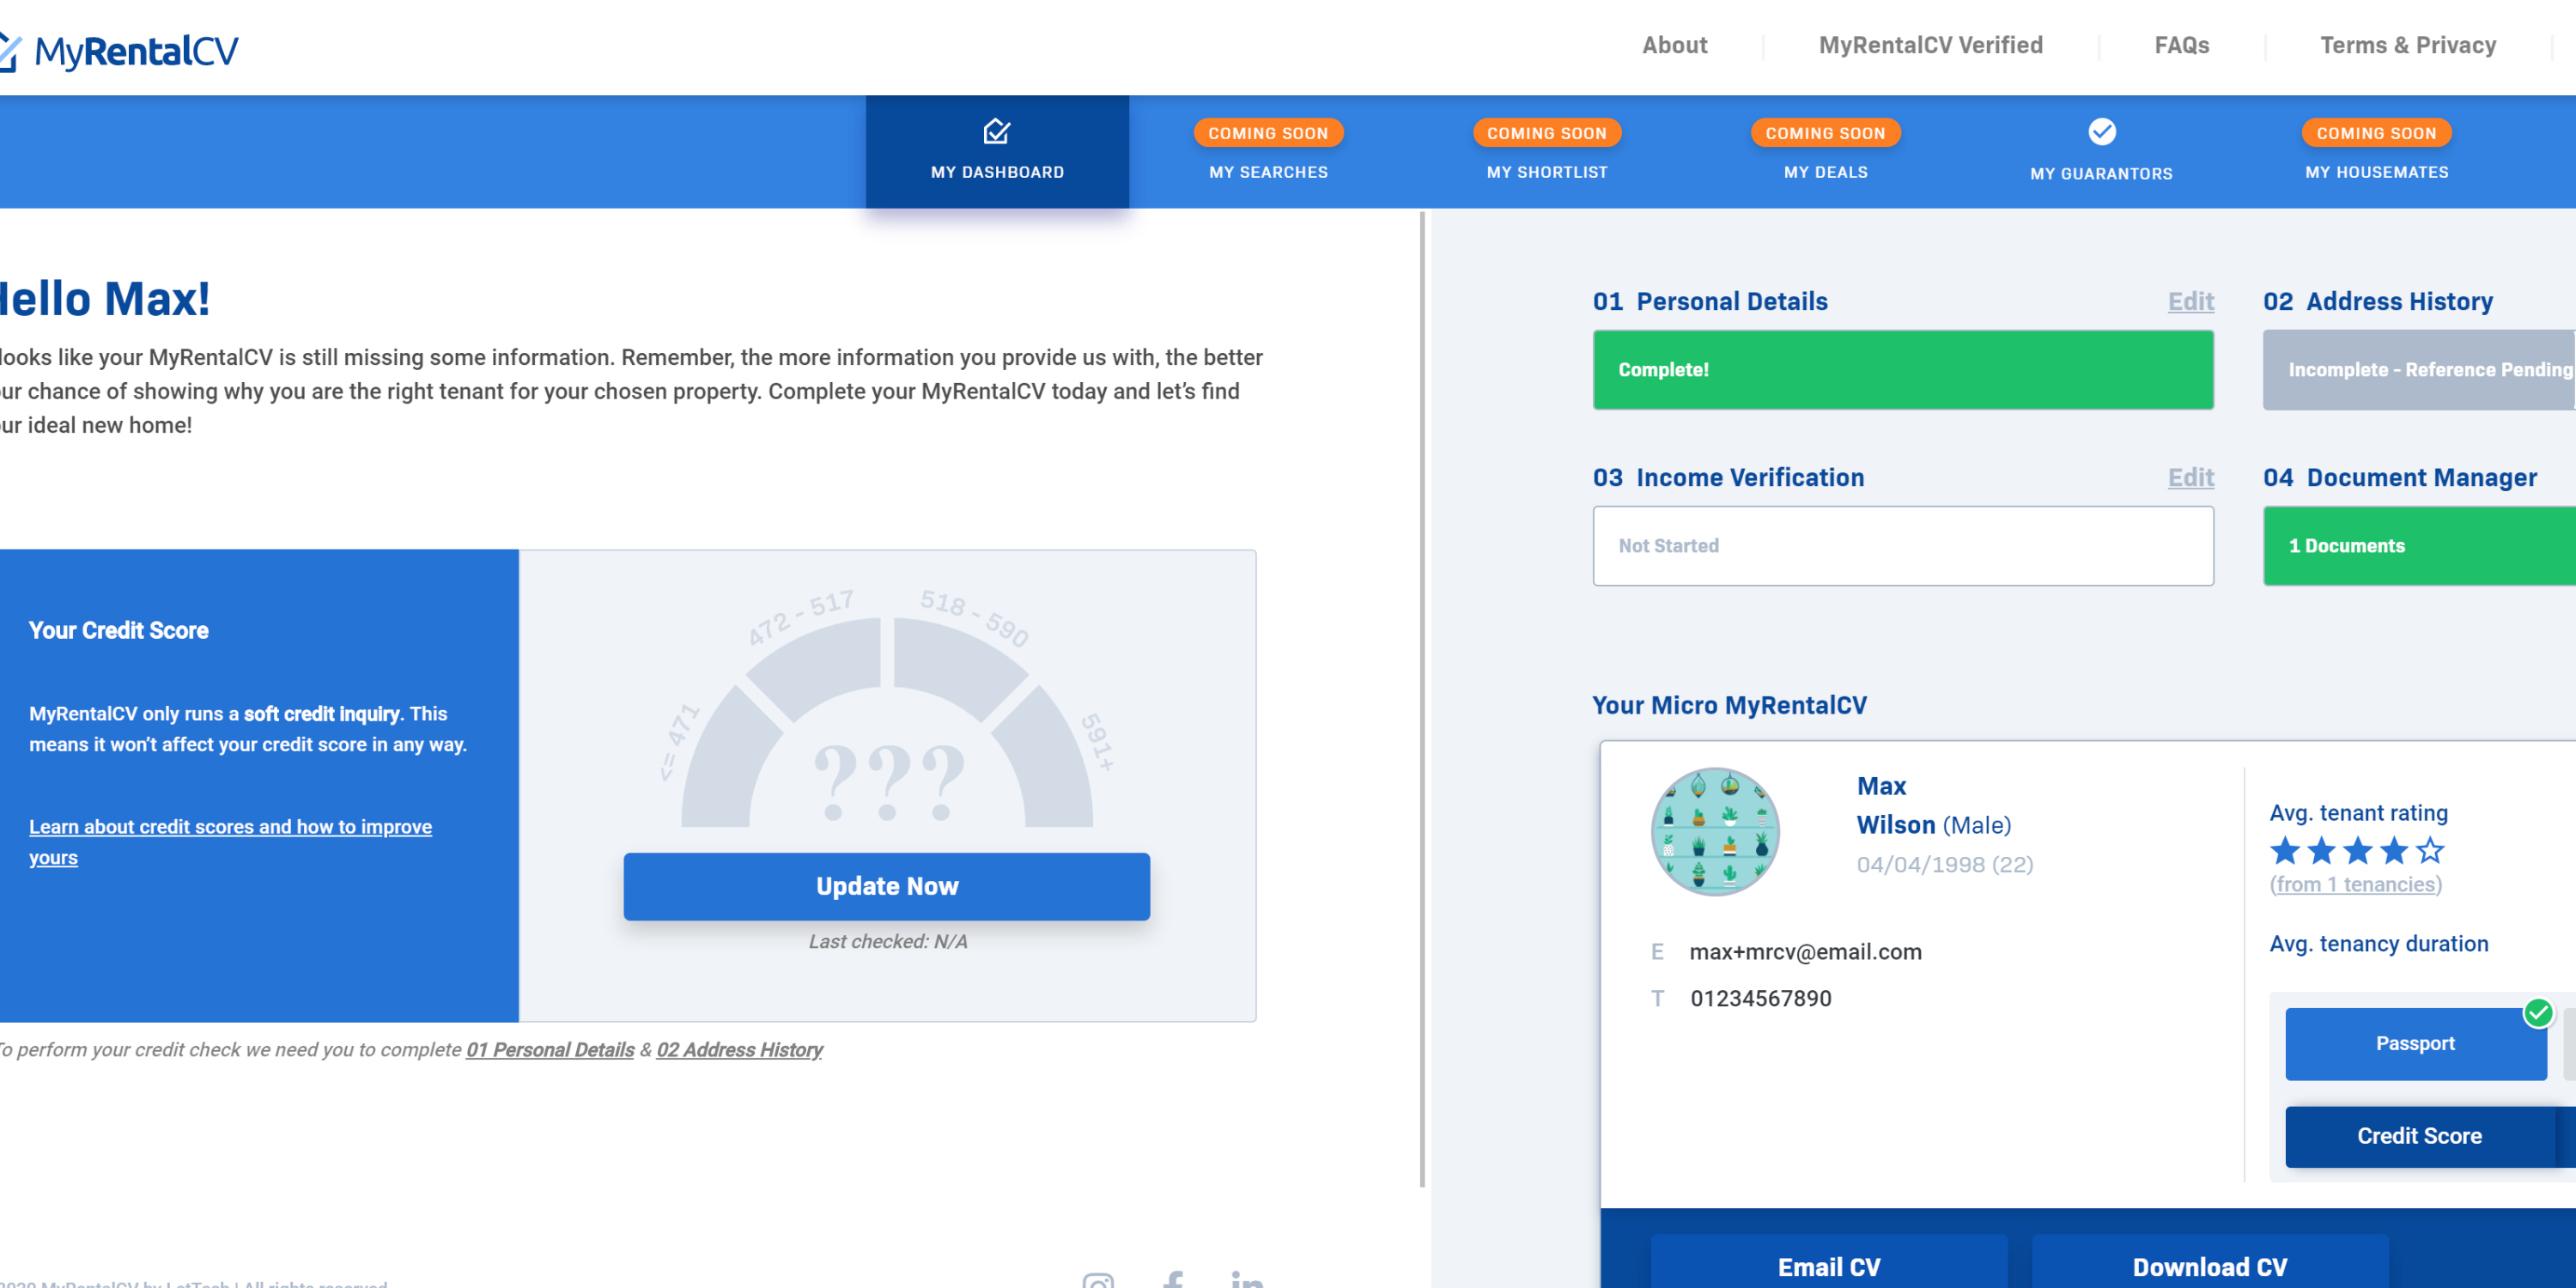 MyRentalCV
About
MyRentalCV Verified
FAQs
Terms & Privacy
MY DASHBOARD
COMING SOON
MY SEARCHES
COMING SOON
MY SHORTLIST
COMING SOON
MY DEALS
MY GUARANTORS
COMING SOON
MY HOUSEMATES
Hello Max!
looks like your MyRentalCV is still missing some information. Remember, the more information you provide us with, the better
ur chance of showing why you are the right tenant for your chosen property. Complete your MyRentalCV today and let’s find
ur ideal new home!
Your Credit Score
MyRentalCV only runs a soft credit inquiry. This
means it won’t affect your credit score in any way.
Learn about credit scores and how to improve
yours
<= 471
472 - 517
518 - 590
591+
???
Update Now
Last checked: N/A
To perform your credit check we need you to complete 01 Personal Details & 02 Address History
01 Personal Details
Edit
Complete!
02 Address History
Incomplete - Reference Pending
03 Income Verification
Edit
Not Started
04 Document Manager
1 Documents
Your Micro MyRentalCV
Max
Wilson (Male)
04/04/1998 (22)
E max+mrcv@email.com
T 01234567890
Avg. tenant rating
(from 1 tenancies)
Avg. tenancy duration
Passport
Credit Score
Email CV
Download CV
2020 MyRentalCV by LetTech | All rights reserved